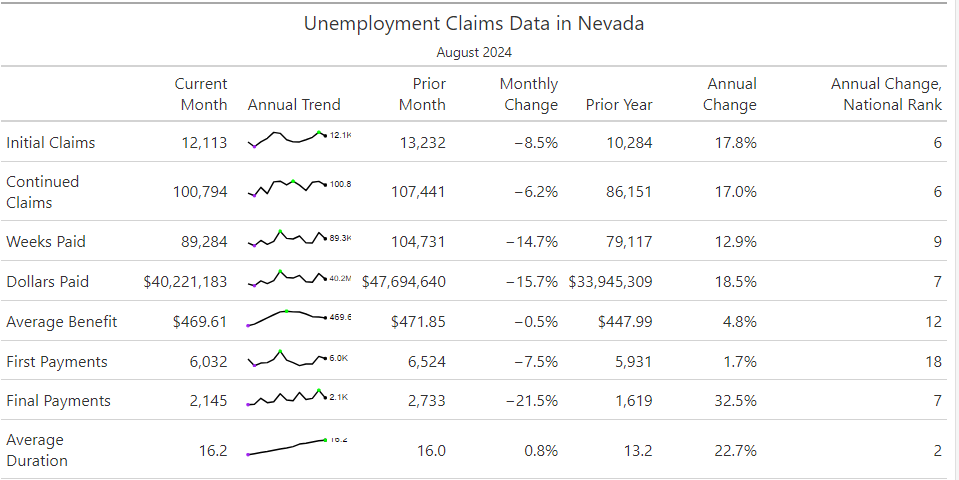 Unemployment Claims Data in Nevada
August 2024
Current Month Annual Trend Prior Month Monthly Change Prior Year Annual Change Annual Change, National Rank
Initial Claims 12,113 12.1K 13,232 −8.5% 10,284 17.8% 6
Continued Claims 100,794 100.8 107,441 −6.2% 86,151 17.0% 6
Weeks Paid 89,284 89.3K 104,731 −14.7% 79,117 12.9% 9
Dollars Paid $40,221,183 40.2M $47,694,640 −15.7% $33,945,309 18.5% 7
Average Benefit $469.61 469.6 $471.85 −0.5% $447.99 4.8% 12
First Payments 6,032 6.0K 6,524 −7.5% 5,931 1.7% 18
Final Payments 2,145 2.1K 2,733 −21.5% 1,619 32.5% 7
Average Duration 16.2 16.2 16.0 0.8% 13.2 22.7% 2